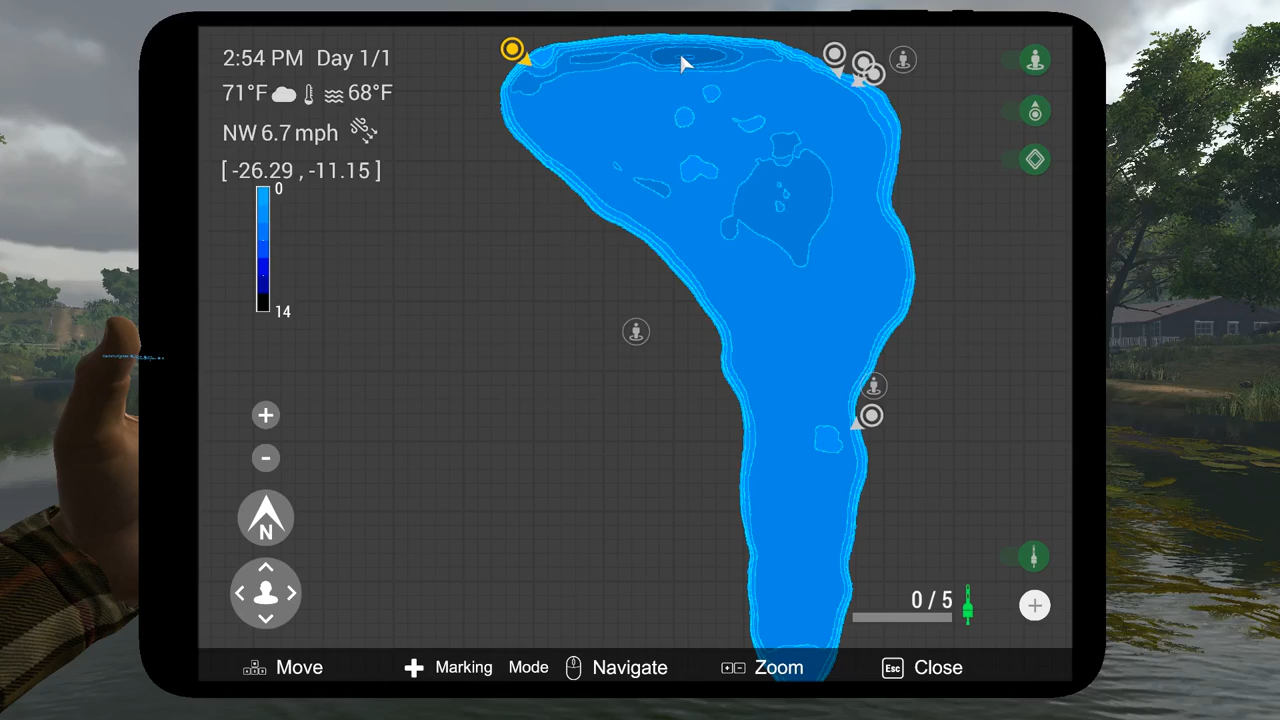 2:54 PM Day 1/1
71°F 68°F
NW 6.7 mph
[ -26.29 , -11.15 ]
0
14
+
-
N
0 / 5
+
Move
Marking Mode
Navigate
Zoom
Esc Close